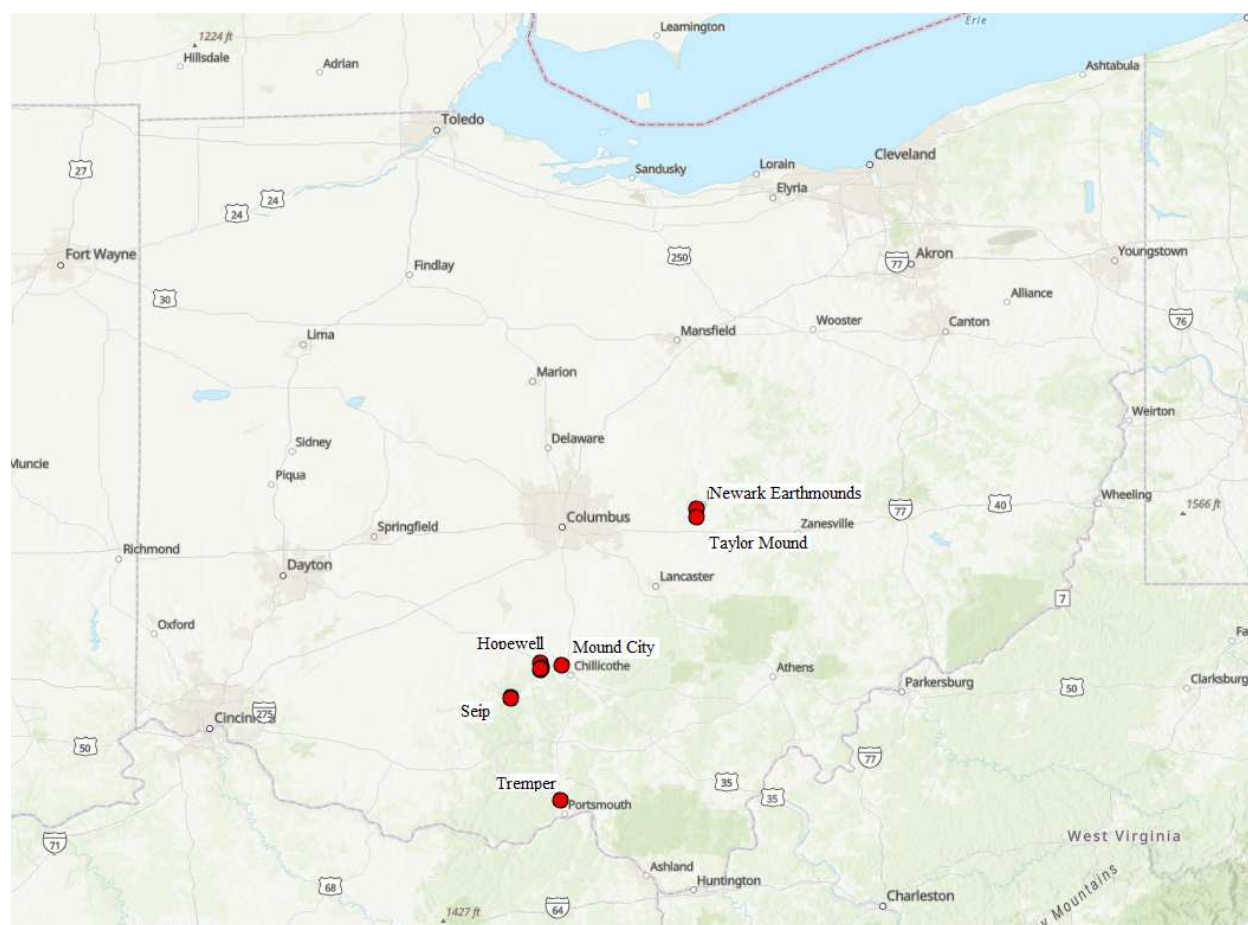 Leamington
Erie
1224 ft
Hillsdale
Adrian
Ashtabula
Toledo
Cleveland
Sandusky
Lorain
Elyria
27
24
24
Fort Wayne
250
77
Akron
Youngstown
Findlay
30
Alliance
Lima
Mansfield
Wooster
Canton
76
Marion
Weirton
Delaware
Sidney
Muncie
Piqua
Newark Earthmounds
Wheeling
1566 ft
Springfield
Columbus
Zanesville
77
40
Taylor Mound
Richmond
Dayton
Lancaster
7
Oxford
Hopewell
Mound City
Chillicothe
Athens
Parkersburg
50
Clarksburg
Seip
275
50
77
Tremper
35
35
Portsmouth
71
West Virginia
Ashland
Huntington
68
Charleston
1427 ft
64
Mountains